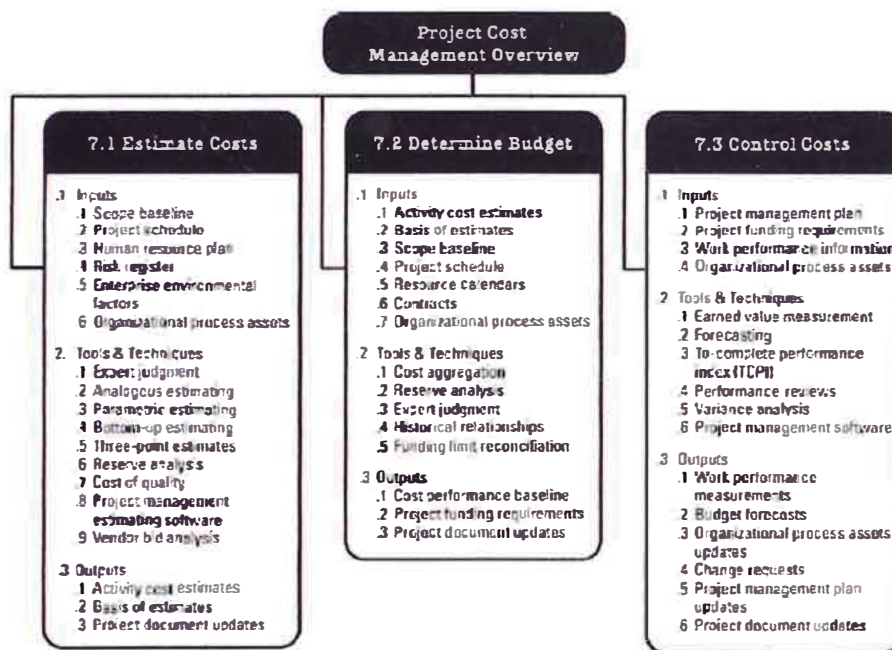 Project Cost
Management Overview
7.1 Estimate Costs
.1 Inputs
.1 Scope baseline
.2 Project schedule
.3 Human resource plan
.4 Risk register
.5 Enterprise environmental
factors
.6 Organizational process assets
.2 Tools & Techniques
.1 Expert judgment
.2 Analogous estimating
.3 Parametric estimating
.4 Bottom-up estimating
.5 Three-point estimates
.6 Reserve analysis
.7 Cost of quality
.8 Project management
estimating software
.9 Vendor bid analysis
.3 Outputs
.1 Activity cost estimates
.2 Basis of estimates
.3 Project document updates
7.2 Determine Budget
.1 Inputs
.1 Activity cost estimates
.2 Basis of estimates
.3 Scope baseline
.4 Project schedule
.5 Resource calendars
.6 Contracts
.7 Organizational process assets
.2 Tools & Techniques
.1 Cost aggregation
.2 Reserve analysis
.3 Expert judgment
.4 Historical relationships
.5 Funding limit reconciliation
.3 Outputs
.1 Cost performance baseline
.2 Project funding requirements
.3 Project document updates
7.3 Control Costs
.1 Inputs
.1 Project management plan
.2 Project funding requirements
.3 Work performance information
.4 Organizational process assets
.2 Tools & Techniques
.1 Earned value measurement
.2 Forecasting
.3 To-complete performance
index (TCPI)
.4 Performance reviews
.5 Variance analysis
.6 Project management software
.3 Outputs
.1 Work performance
measurements
.2 Budget forecasts
.3 Organizational process assets
updates
.4 Change requests
.5 Project management plan
updates
.6 Project document updates